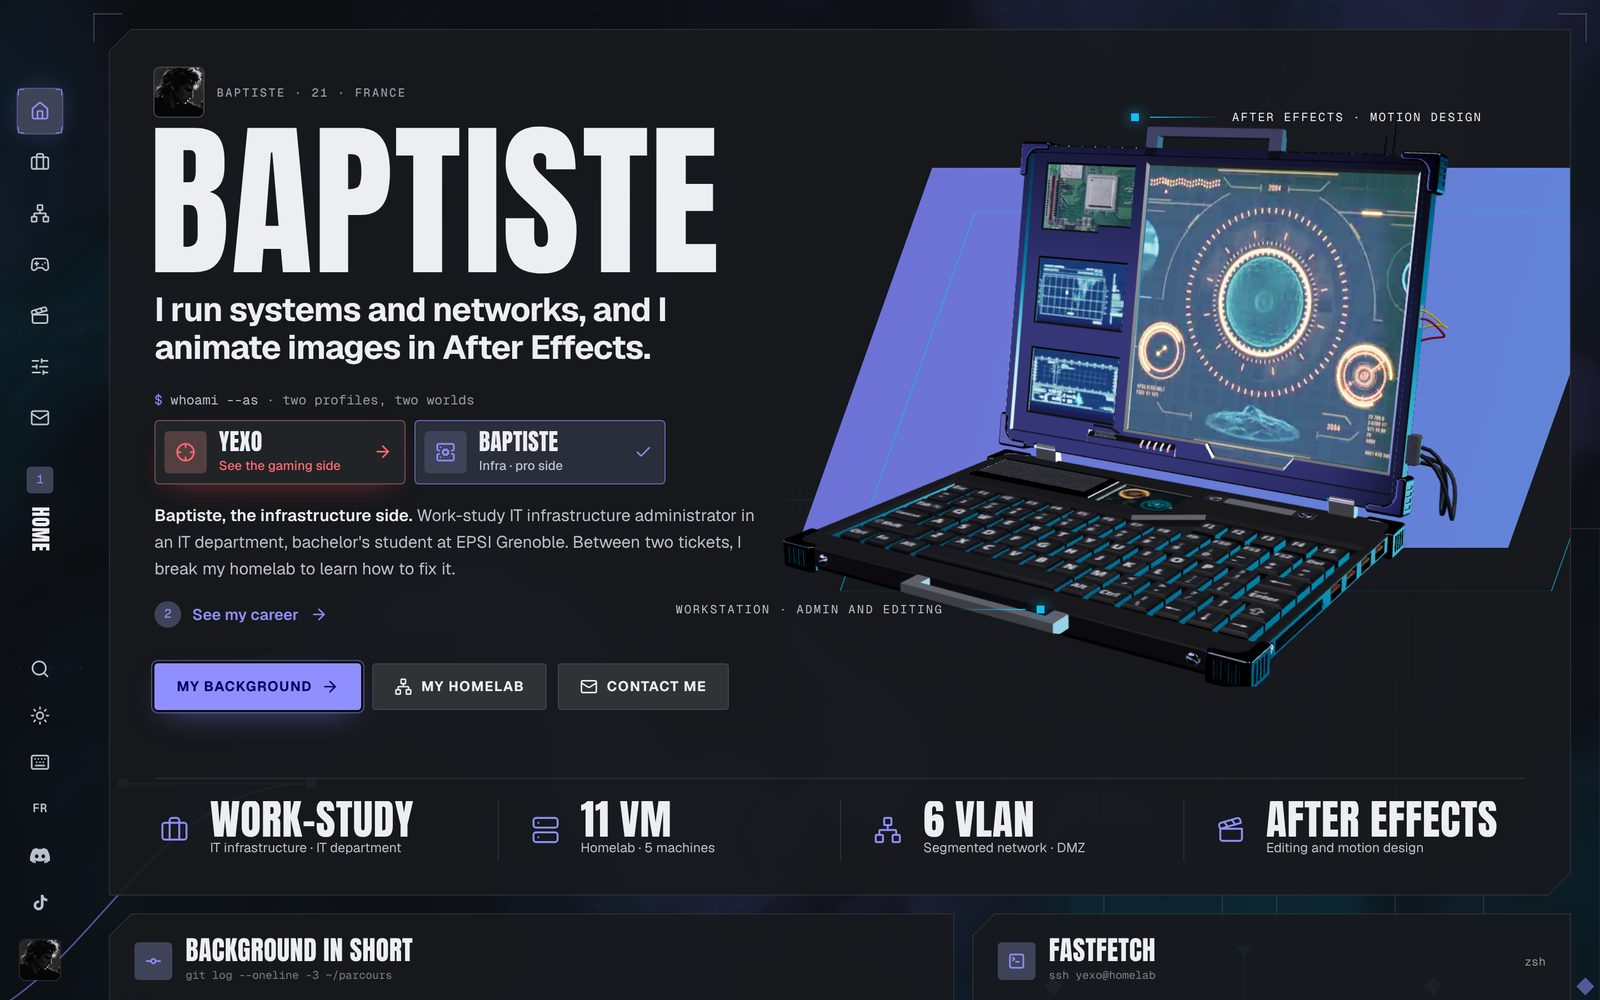 BAPTISTE · 21 · FRANCE
BAPTISTE
I run systems and networks, and I
animate images in After Effects.
$ whoami --as · two profiles, two worlds
YEXO
See the gaming side
BAPTISTE
Infra · pro side
Baptiste, the infrastructure side. Work-study IT infrastructure administrator in
an IT department, bachelor's student at EPSI Grenoble. Between two tickets, I
break my homelab to learn how to fix it.
2 See my career
MY BACKGROUND
MY HOMELAB
CONTACT ME
AFTER EFFECTS · MOTION DESIGN
2094
2094
WORKSTATION · ADMIN AND EDITING
1
HOME
FR
WORK-STUDY
IT infrastructure · IT department
11 VM
Homelab · 5 machines
6 VLAN
Segmented network · DMZ
AFTER EFFECTS
Editing and motion design
BACKGROUND IN SHORT
git log --oneline -3 ~/parcours
FASTFETCH
ssh yexo@homelab
zsh